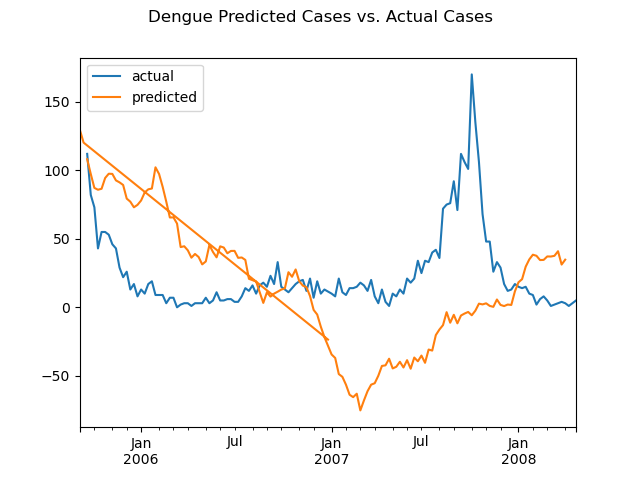 Dengue Predicted Cases vs. Actual Cases
actual
predicted
150
100
50
0
−50
Jan
2006
Jul
Jan
2007
Jul
Jan
2008